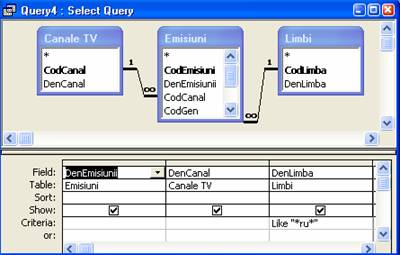 Query4 : Select Query
Canale TV
*
CodCanal
DenCanal
Emisiuni
*
CodEmisiuni
DenEmisiunii
CodCanal
CodGen
Limbi
*
CodLimba
DenLimba
1
∞
1
∞
Field: DenEmisiunii DenCanal DenLimba
Table: Emisiuni Canale TV Limbi
Sort:
Show:
Criteria: Like "*ru*"
or: